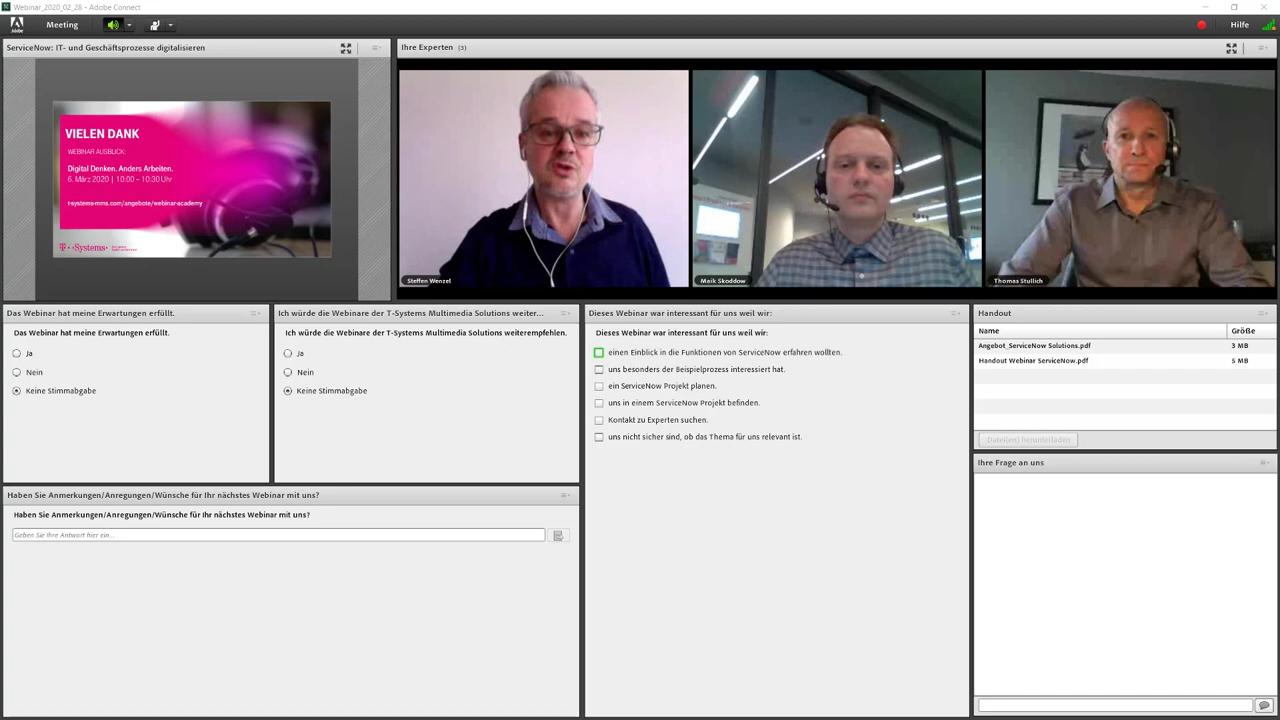 Webinar_2020_02_28 - Adobe Connect
Adobe
Meeting
Hilfe
ServiceNow: IT- und Geschäftsprozesse digitalisieren
VIELEN DANK
WEBINAR AUSBLICK:
Digital Denken. Anders Arbeiten.
6. März 2020 | 10:00 – 10:30 Uhr
t-systems-mms.com/angebote/webinar-academy
T··Systems·
Ihre Experten (3)
Steffen Wenzel
Maik Skoddow
Thomas Stullich
Das Webinar hat meine Erwartungen erfüllt.
Das Webinar hat meine Erwartungen erfüllt.
Ja
Nein
Keine Stimmabgabe
Ich würde die Webinare der T-Systems Multimedia Solutions weiter...
Ich würde die Webinare der T-Systems Multimedia Solutions weiterempfehlen.
Ja
Nein
Keine Stimmabgabe
Dieses Webinar war interessant für uns weil wir:
Dieses Webinar war interessant für uns weil wir:
einen Einblick in die Funktionen von ServiceNow erfahren wollten.
uns besonders der Beispielprozess interessiert hat.
ein ServiceNow Projekt planen.
uns in einem ServiceNow Projekt befinden.
Kontakt zu Experten suchen.
uns nicht sicher sind, ob das Thema für uns relevant ist.
Handout
Name Größe
Angebot_ServiceNow Solutions.pdf 3 MB
Handout Webinar ServiceNow.pdf 5 MB
Datei(en) herunterladen
Ihre Frage an uns
Haben Sie Anmerkungen/Anregungen/Wünsche für Ihr nächstes Webinar mit uns?
Haben Sie Anmerkungen/Anregungen/Wünsche für Ihr nächstes Webinar mit uns?
Geben Sie Ihre Antwort hier ein...